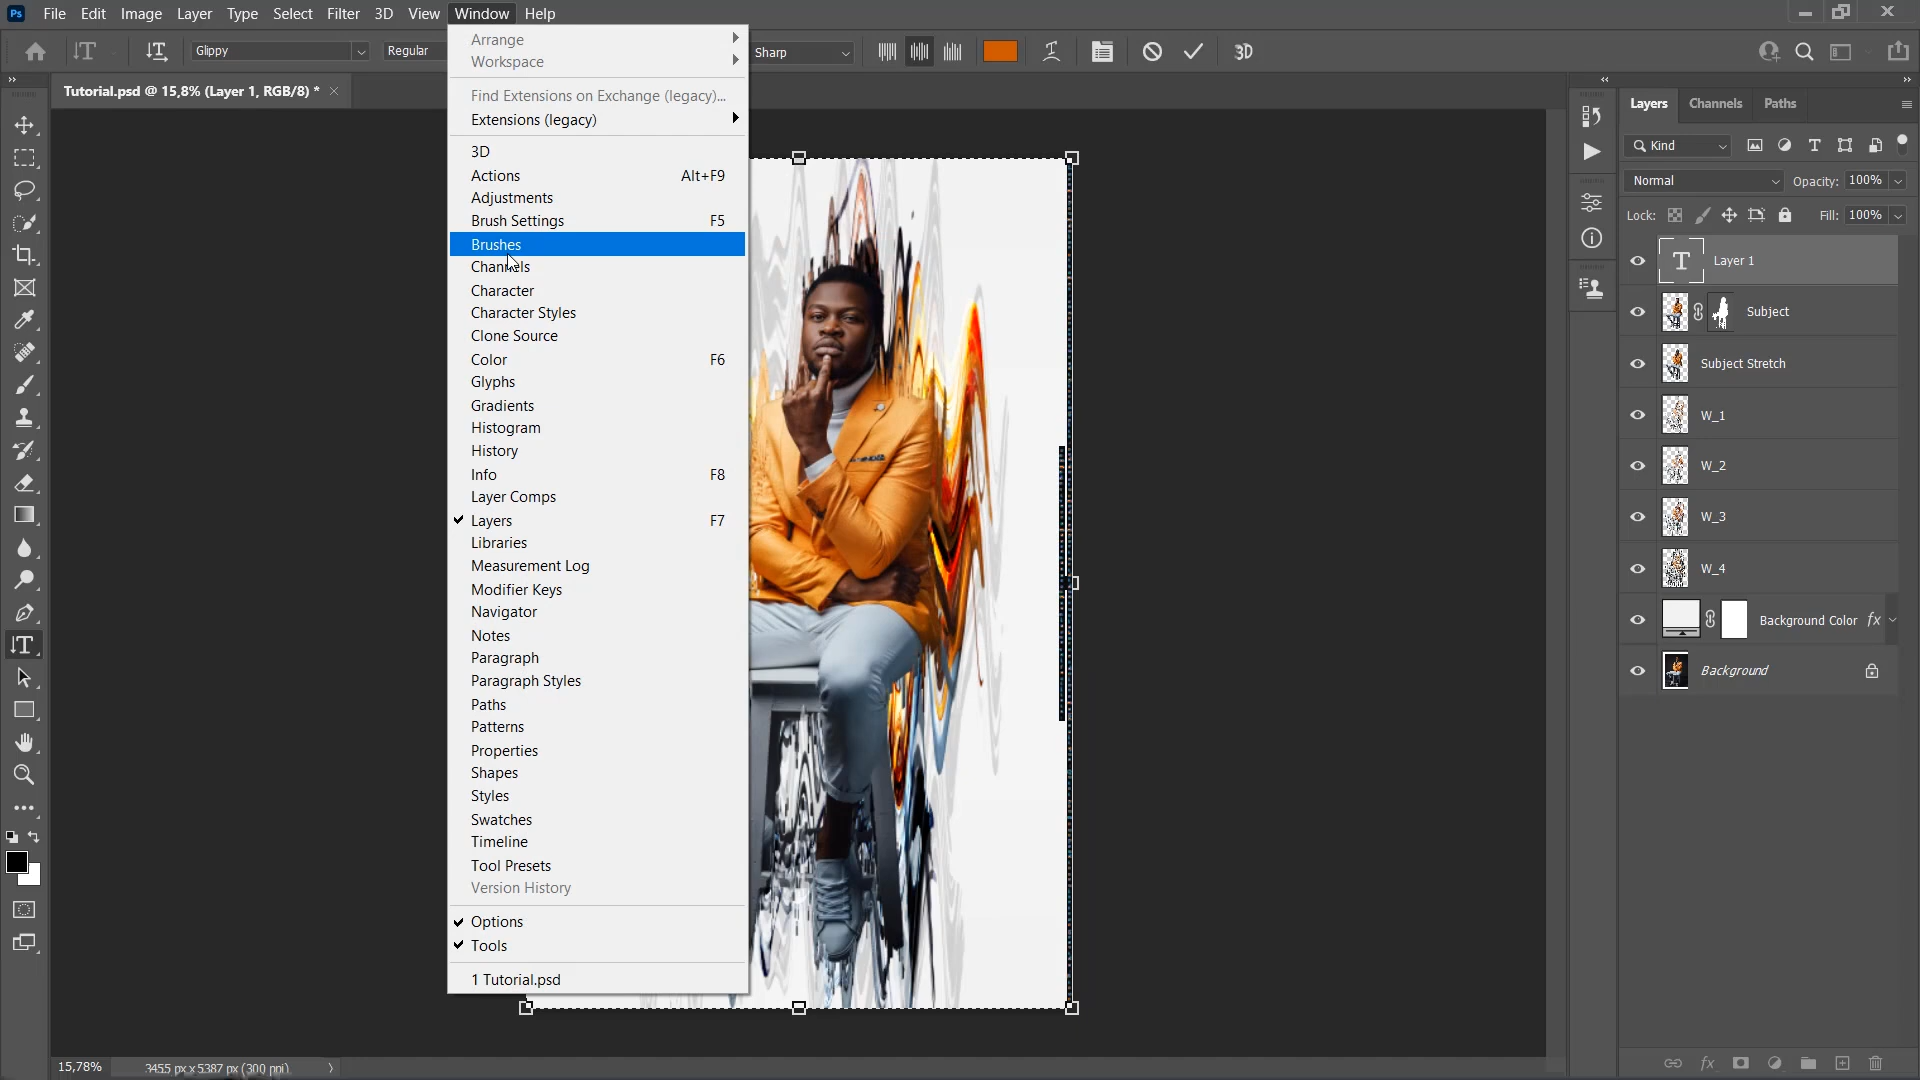 Ps File Edit Image Layer Type Select Filter 3D View Window Help
Glippy Regular Sharp 3D
Tutorial.psd @ 15,8% (Layer 1, RGB/8) *
Arrange
Workspace
Find Extensions on Exchange (legacy)...
Extensions (legacy)
3D
Actions Alt+F9
Adjustments
Brush Settings F5
Brushes
Channels
Character
Character Styles
Clone Source
Color F6
Glyphs
Gradients
Histogram
History
Info F8
Layer Comps
Layers F7
Libraries
Measurement Log
Modifier Keys
Navigator
Notes
Paragraph
Paragraph Styles
Paths
Patterns
Properties
Shapes
Styles
Swatches
Timeline
Tool Presets
Version History
Options
Tools
1 Tutorial.psd
Layers Channels Paths
Kind
Normal Opacity: 100%
Lock: Fill: 100%
Layer 1
Subject
Subject Stretch
W_1
W_2
W_3
W_4
Background Color fx
Background
fx
15,78% 3455 px x 5387 px (300 ppi)